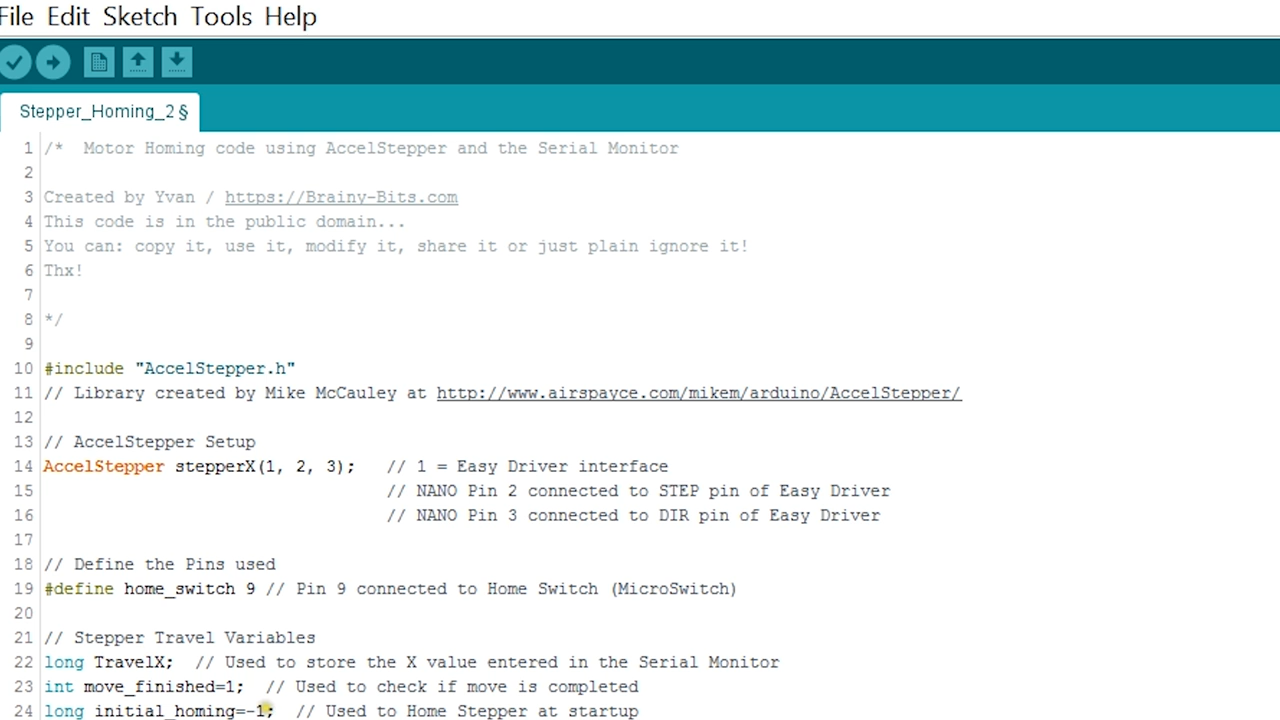 File Edit Sketch Tools Help
Stepper_Homing_2 §
1 /*  Motor Homing code using AccelStepper and the Serial Monitor
2
3 Created by Yvan / https://Brainy-Bits.com
4 This code is in the public domain...
5 You can: copy it, use it, modify it, share it or just plain ignore it!
6 Thx!
7
8 */
9
10 #include "AccelStepper.h"
11 // Library created by Mike McCauley at http://www.airspayce.com/mikem/arduino/AccelStepper/
12
13 // AccelStepper Setup
14 AccelStepper stepperX(1, 2, 3);   // 1 = Easy Driver interface
15                                   // NANO Pin 2 connected to STEP pin of Easy Driver
16                                   // NANO Pin 3 connected to DIR pin of Easy Driver
17
18 // Define the Pins used
19 #define home_switch 9 // Pin 9 connected to Home Switch (MicroSwitch)
20
21 // Stepper Travel Variables
22 long TravelX;  // Used to store the X value entered in the Serial Monitor
23 int move_finished=1;  // Used to check if move is completed
24 long initial_homing=-1;  // Used to Home Stepper at startup